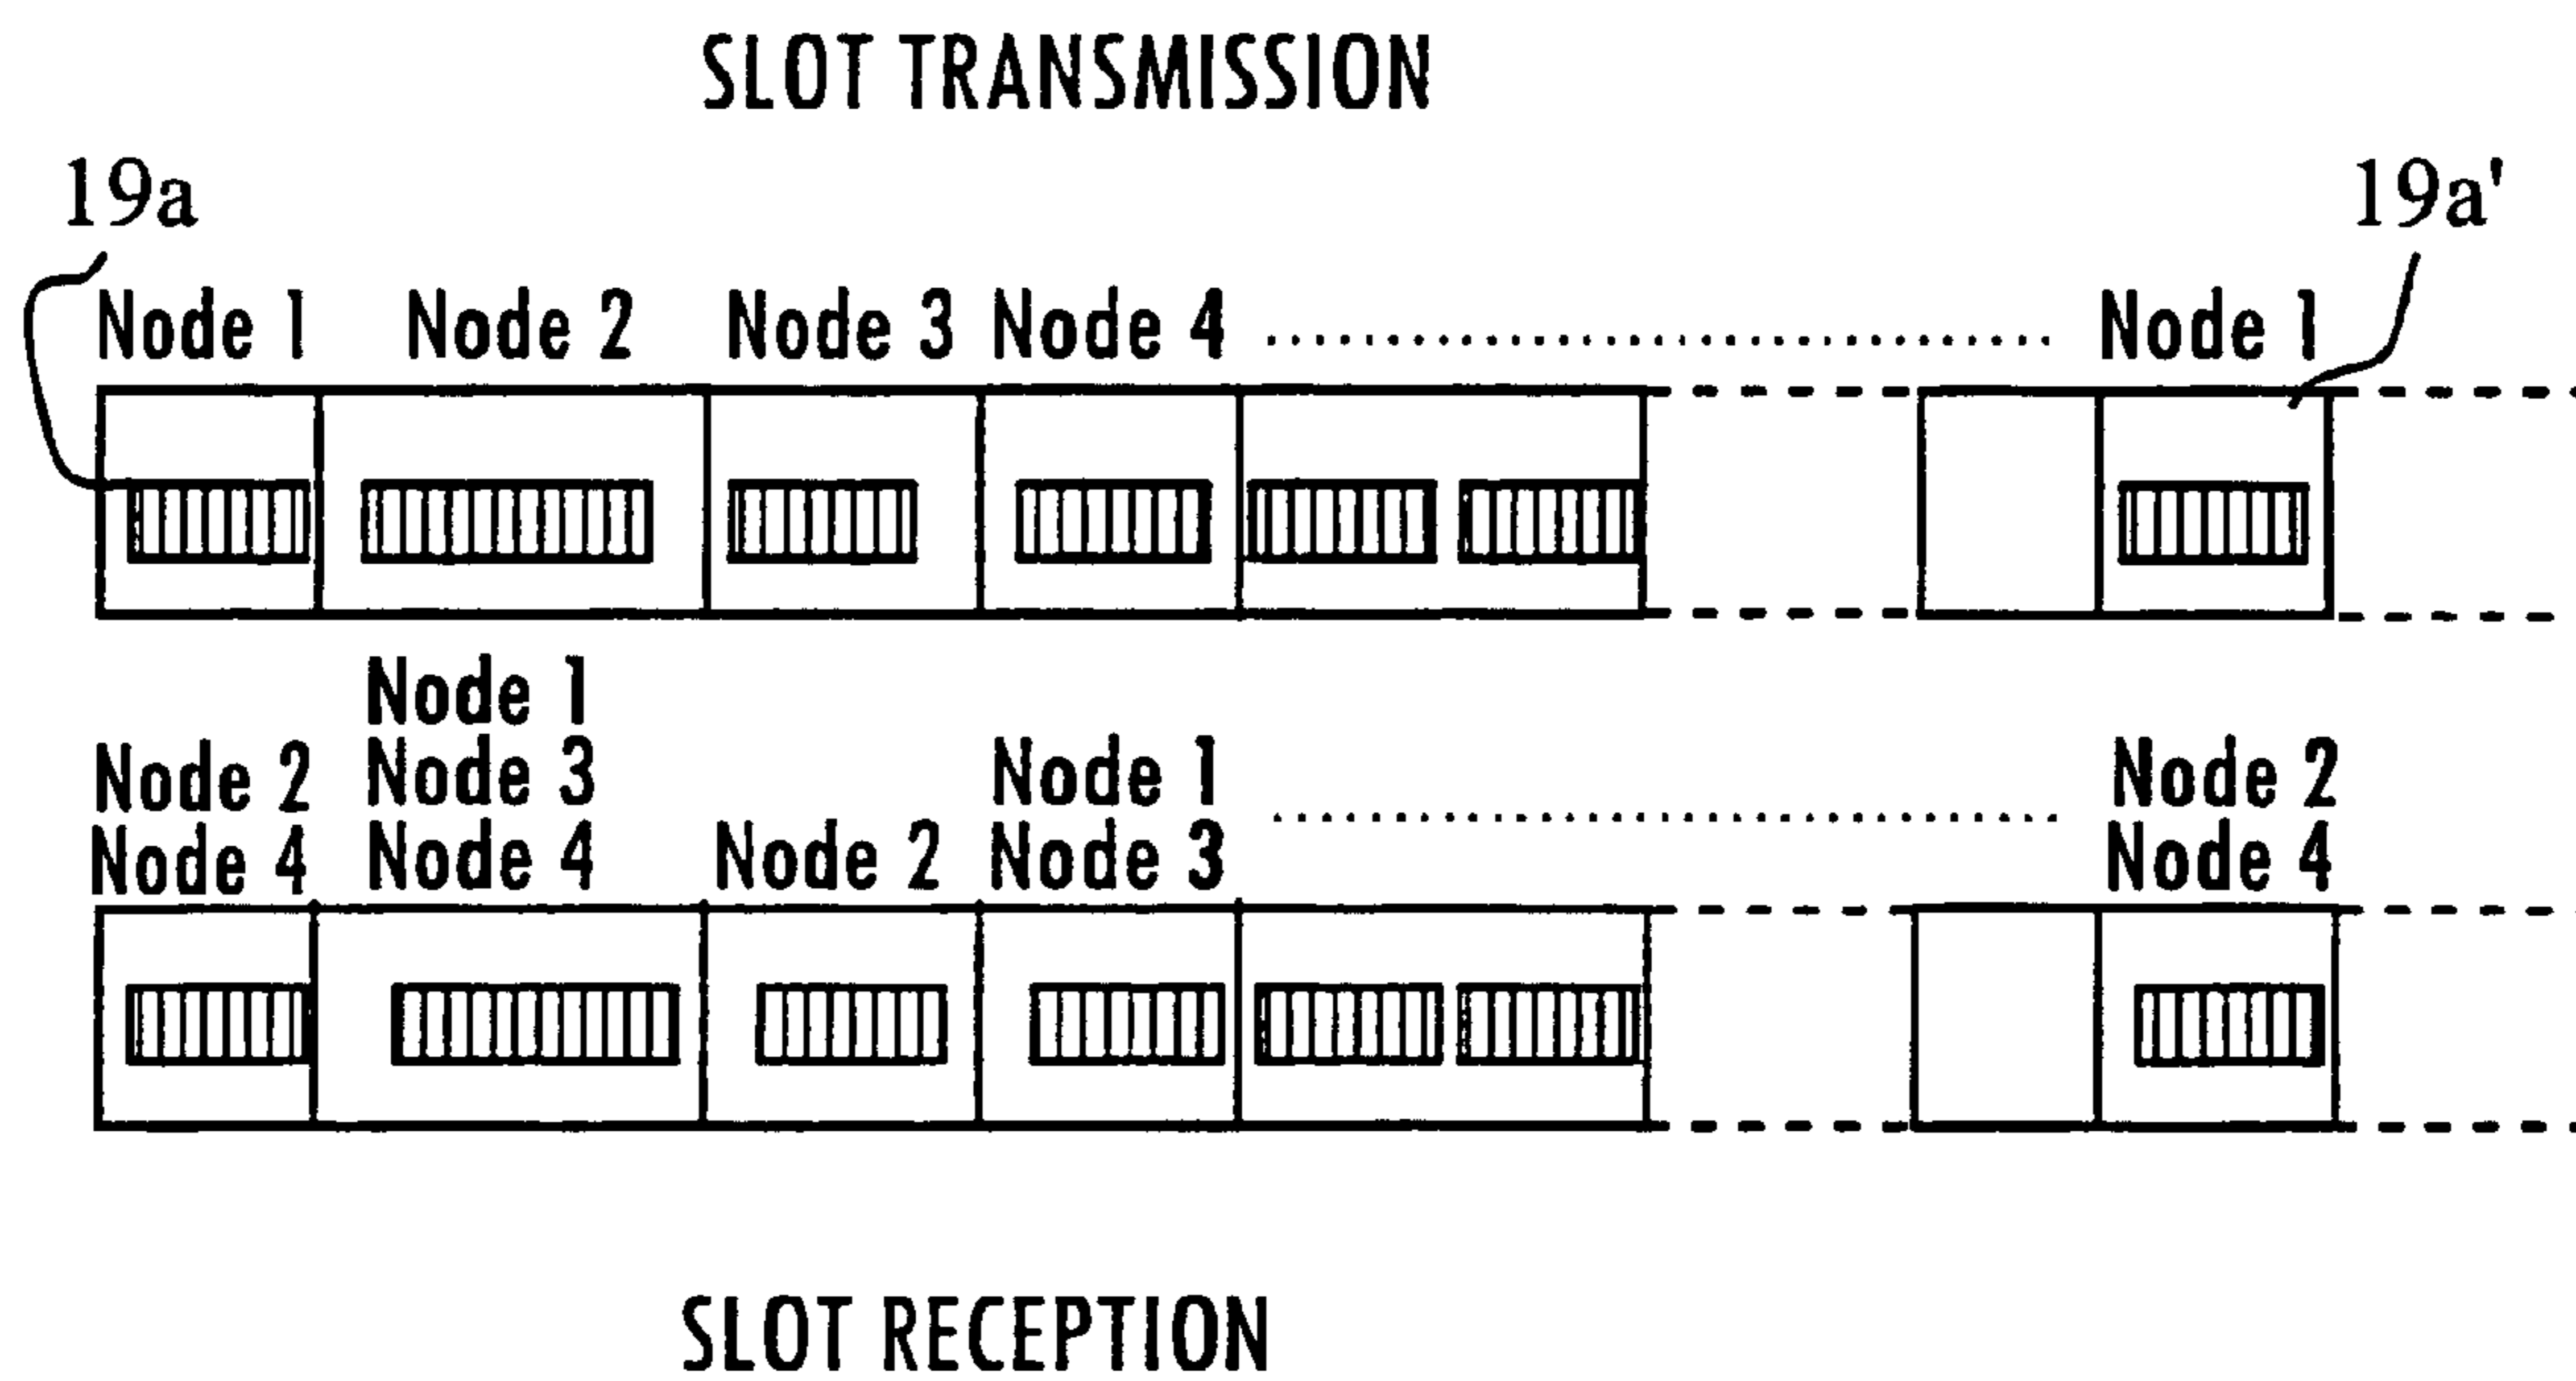 SLOT TRANSMISSION
19a 19a'
Node 1 Node 2 Node 3 Node 4 Node 1
Node 1
Node 2 Node 3 Node 1 Node 2
Node 4 Node 4 Node 2 Node 3 Node 4
SLOT RECEPTION